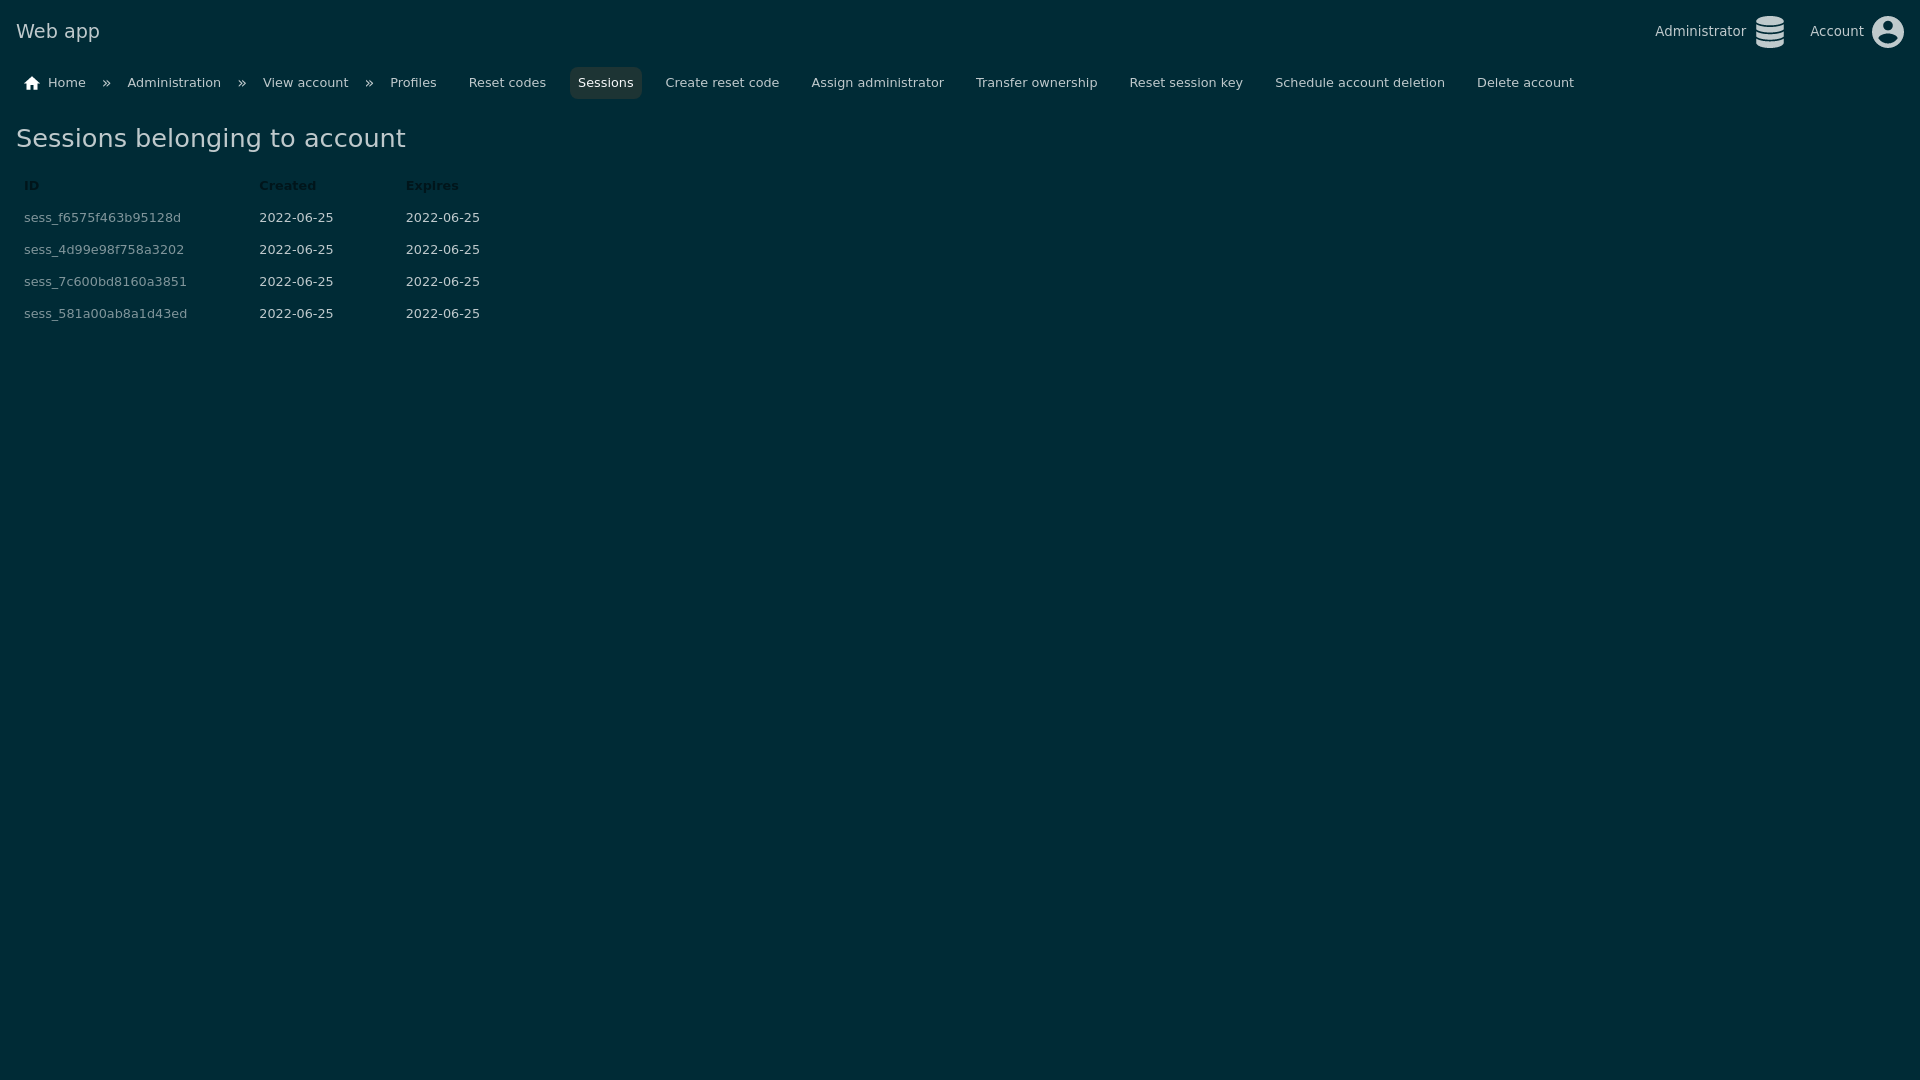 Web app
Administrator
Account
Home » Administration » View account » Profiles Reset codes Sessions Create reset code Assign administrator Transfer ownership Reset session key Schedule account deletion Delete account
Sessions belonging to account
ID Created Expires
sess_f6575f463b95128d 2022-06-25 2022-06-25
sess_4d99e98f758a3202 2022-06-25 2022-06-25
sess_7c600bd8160a3851 2022-06-25 2022-06-25
sess_581a00ab8a1d43ed 2022-06-25 2022-06-25